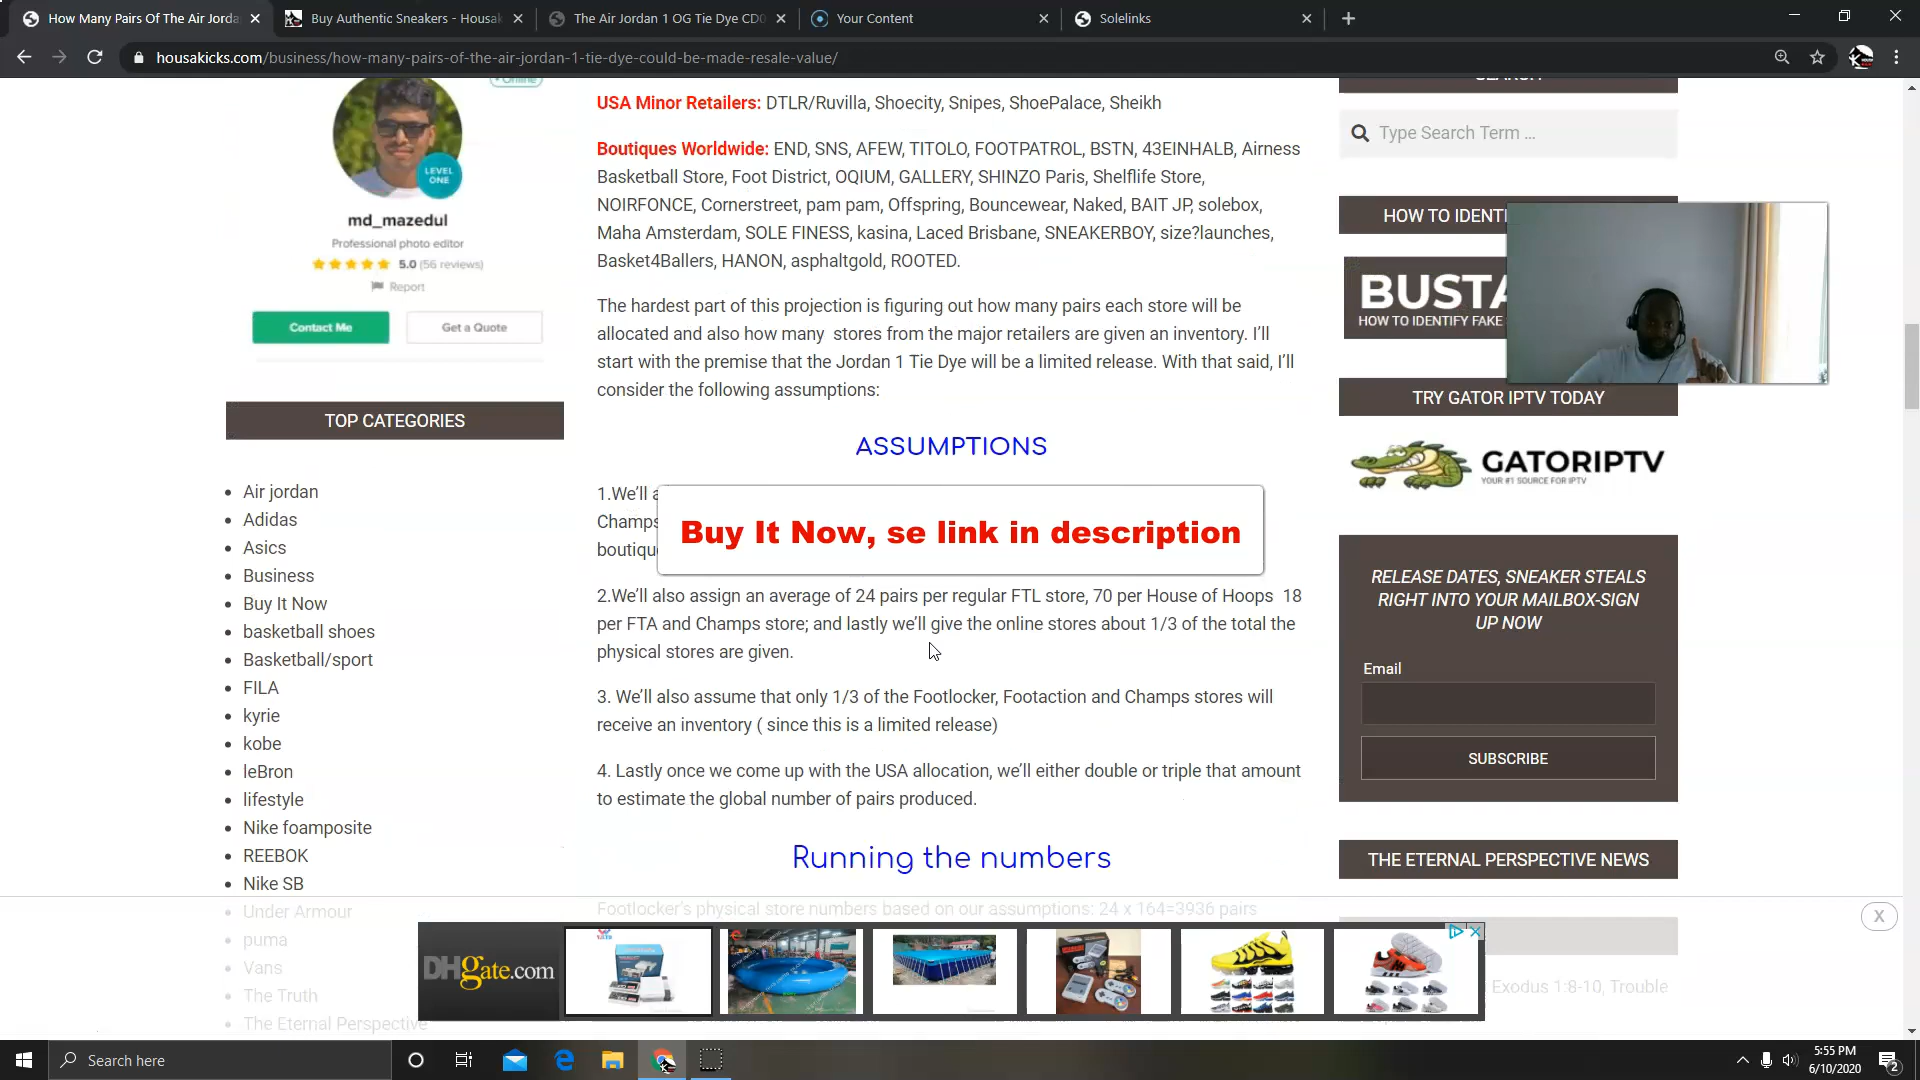 How Many Pairs Of The Air Jorda
Buy Authentic Sneakers - Housak
The Air Jordan 1 OG Tie Dye CD0
Your Content
Solelinks
housakicks.com/business/how-many-pairs-of-the-air-jordan-1-tie-dye-could-be-made-resale-value/
Online
LEVEL
ONE
md_mazedul
Professional photo editor
5.0 (56 reviews)
Report
Contact Me
Get a Quote
TOP CATEGORIES
Air jordan
Adidas
Asics
Business
Buy It Now
basketball shoes
Basketball/sport
FILA
kyrie
kobe
leBron
lifestyle
Nike foamposite
REEBOK
Nike SB
Under Armour
puma
Vans
The Truth
The Eternal Perspective
USA Minor Retailers: DTLR/Ruvilla, Shoecity, Snipes, ShoePalace, Sheikh
Boutiques Worldwide: END, SNS, AFEW, TITOLO, FOOTPATROL, BSTN, 43EINHALB, Airness
Basketball Store, Foot District, OQIUM, GALLERY, SHINZO Paris, Shelflife Store,
NOIRFONCE, Cornerstreet, pam pam, Offspring, Bouncewear, Naked, BAIT JP, solebox,
Maha Amsterdam, SOLE FINESS, kasina, Laced Brisbane, SNEAKERBOY, size?launches,
Basket4Ballers, HANON, asphaltgold, ROOTED.
The hardest part of this projection is figuring out how many pairs each store will be
allocated and also how many stores from the major retailers are given an inventory. I'll
start with the premise that the Jordan 1 Tie Dye will be a limited release. With that said, I'll
consider the following assumptions:
ASSUMPTIONS
1.We'll a
Champs
boutiqu
Buy It Now, se link in description
2.We'll also assign an average of 24 pairs per regular FTL store, 70 per House of Hoops 18
per FTA and Champs store; and lastly we'll give the online stores about 1/3 of the total the
physical stores are given.
3. We'll also assume that only 1/3 of the Footlocker, Footaction and Champs stores will
receive an inventory ( since this is a limited release)
4. Lastly once we come up with the USA allocation, we'll either double or triple that amount
to estimate the global number of pairs produced.
Running the numbers
Footlocker's physical store numbers based on our assumptions: 24 x 164=3936 pairs
SEARCH
Type Search Term ...
HOW TO IDENTI
BUSTA
HOW TO IDENTIFY FAKE
TRY GATOR IPTV TODAY
GATORIPTV
YOUR #1 SOURCE FOR IPTV
RELEASE DATES, SNEAKER STEALS
RIGHT INTO YOUR MAILBOX-SIGN
UP NOW
Email
SUBSCRIBE
THE ETERNAL PERSPECTIVE NEWS
X
Exodus 1:8-10, Trouble
DHgate.com
Search here
5:55 PM
6/10/2020
2